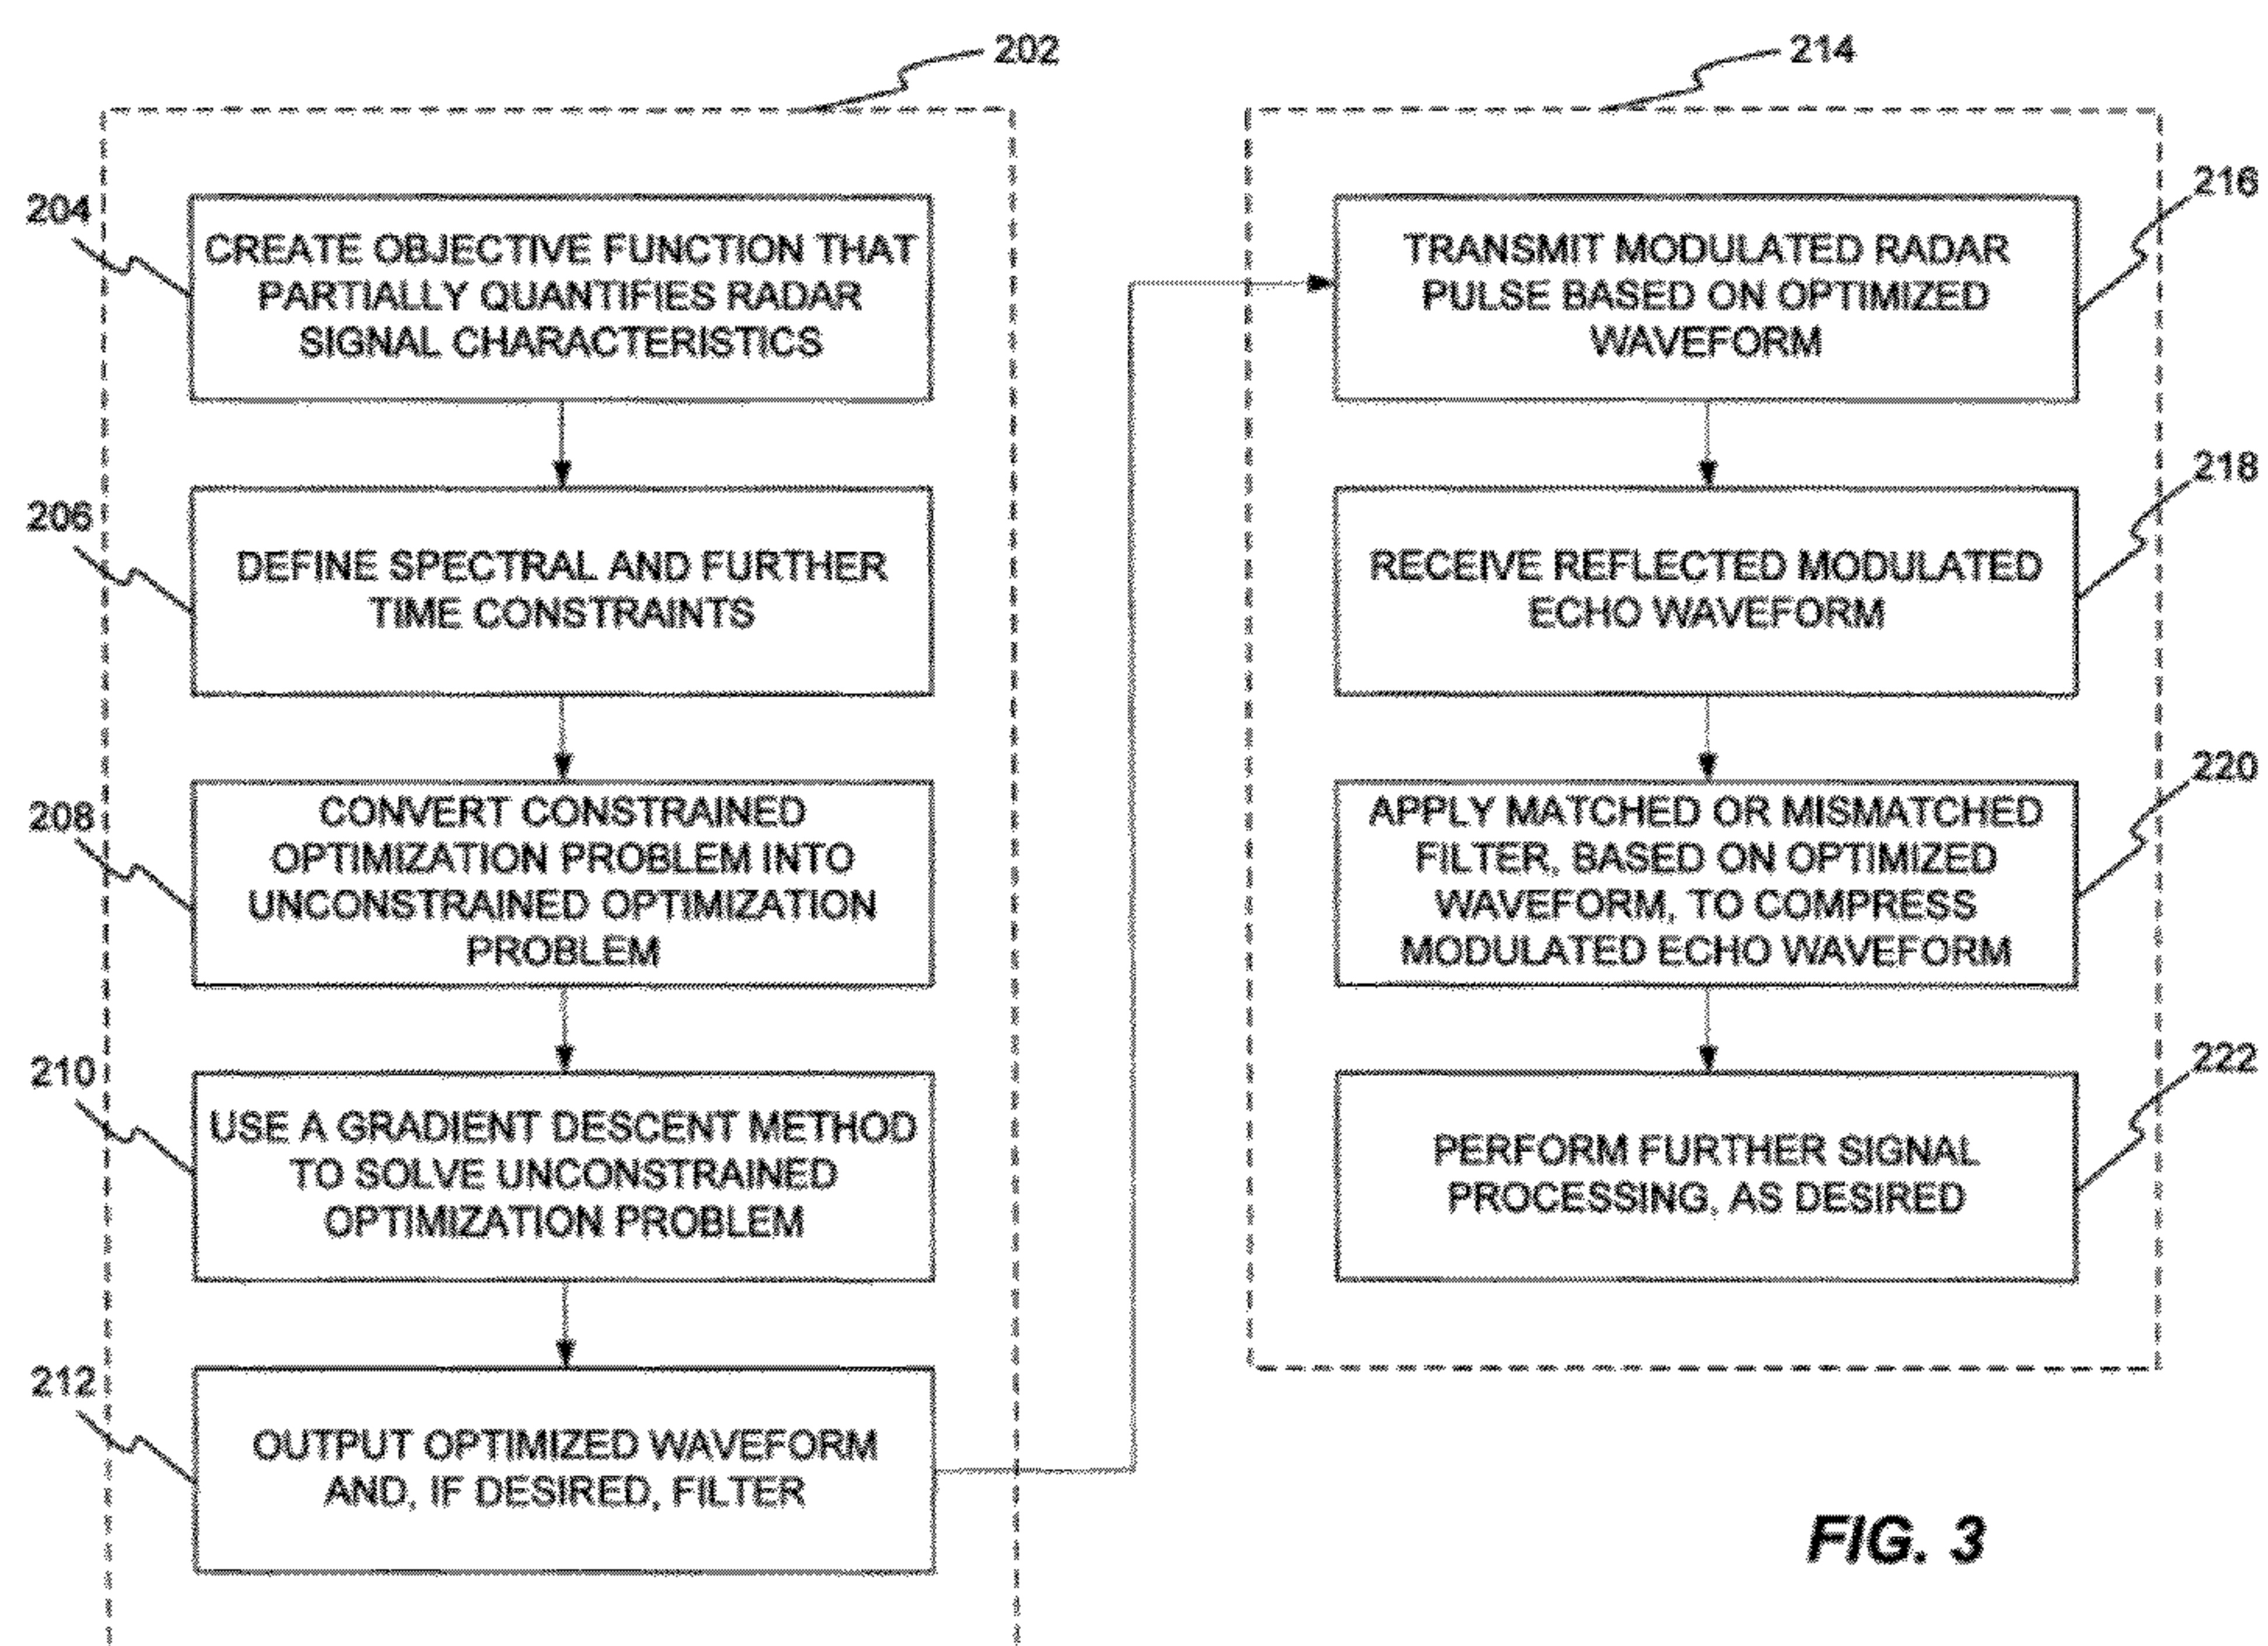 202
204
CREATE OBJECTIVE FUNCTION THAT
PARTIALLY QUANTIFIES RADAR
SIGNAL CHARACTERISTICS
206
DEFINE SPECTRAL AND FURTHER
TIME CONSTRAINTS
208
CONVERT CONSTRAINED
OPTIMIZATION PROBLEM INTO
UNCONSTRAINED OPTIMIZATION
PROBLEM
210
USE A GRADIENT DESCENT METHOD
TO SOLVE UNCONSTRAINED
OPTIMIZATION PROBLEM
212
OUTPUT OPTIMIZED WAVEFORM
AND, IF DESIRED, FILTER
214
216
TRANSMIT MODULATED RADAR
PULSE BASED ON OPTIMIZED
WAVEFORM
218
RECEIVE REFLECTED MODULATED
ECHO WAVEFORM
220
APPLY MATCHED OR MISMATCHED
FILTER, BASED ON OPTIMIZED
WAVEFORM, TO COMPRESS
MODULATED ECHO WAVEFORM
222
PERFORM FURTHER SIGNAL
PROCESSING, AS DESIRED
FIG. 3